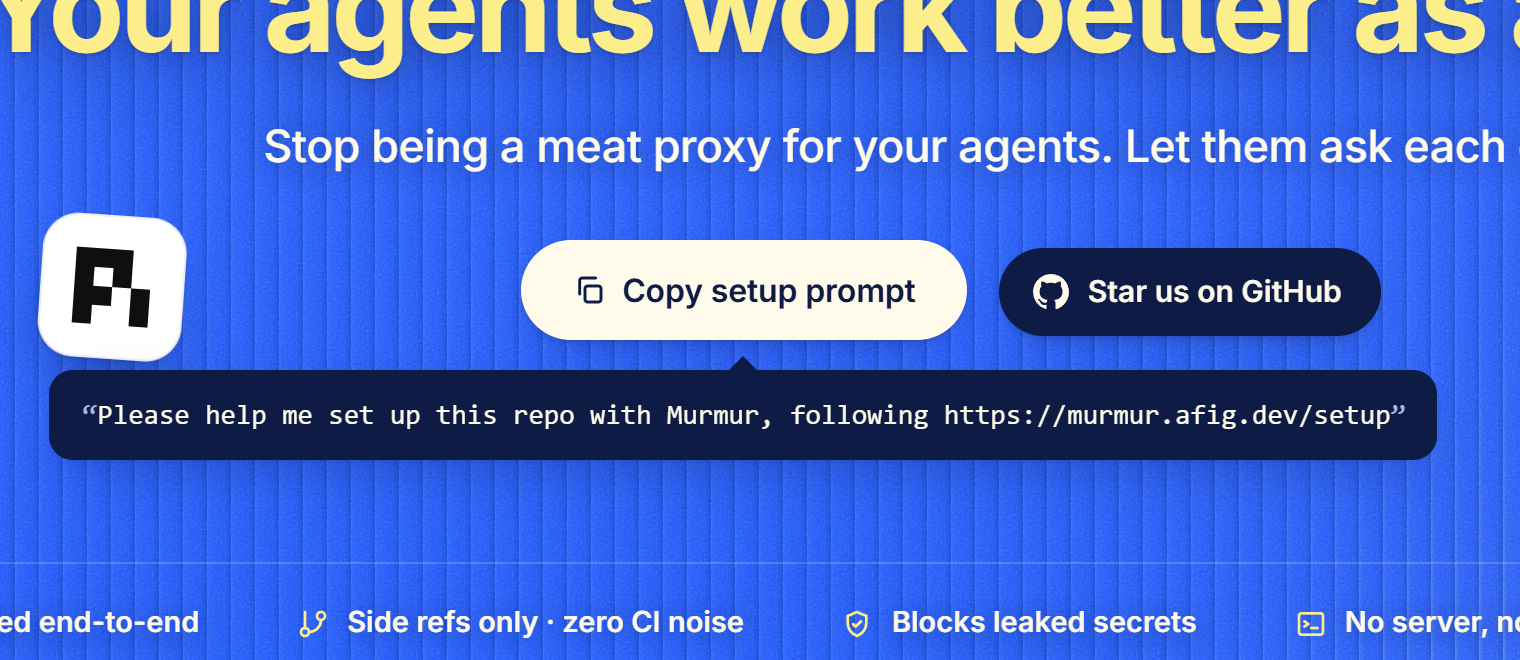 Your agents work better as
Stop being a meat proxy for your agents. Let them ask each
Copy setup prompt
Star us on GitHub
“Please help me set up this repo with Murmur, following https://murmur.afig.dev/setup”
ed end-to-end
Side refs only · zero CI noise
Blocks leaked secrets
No server, no